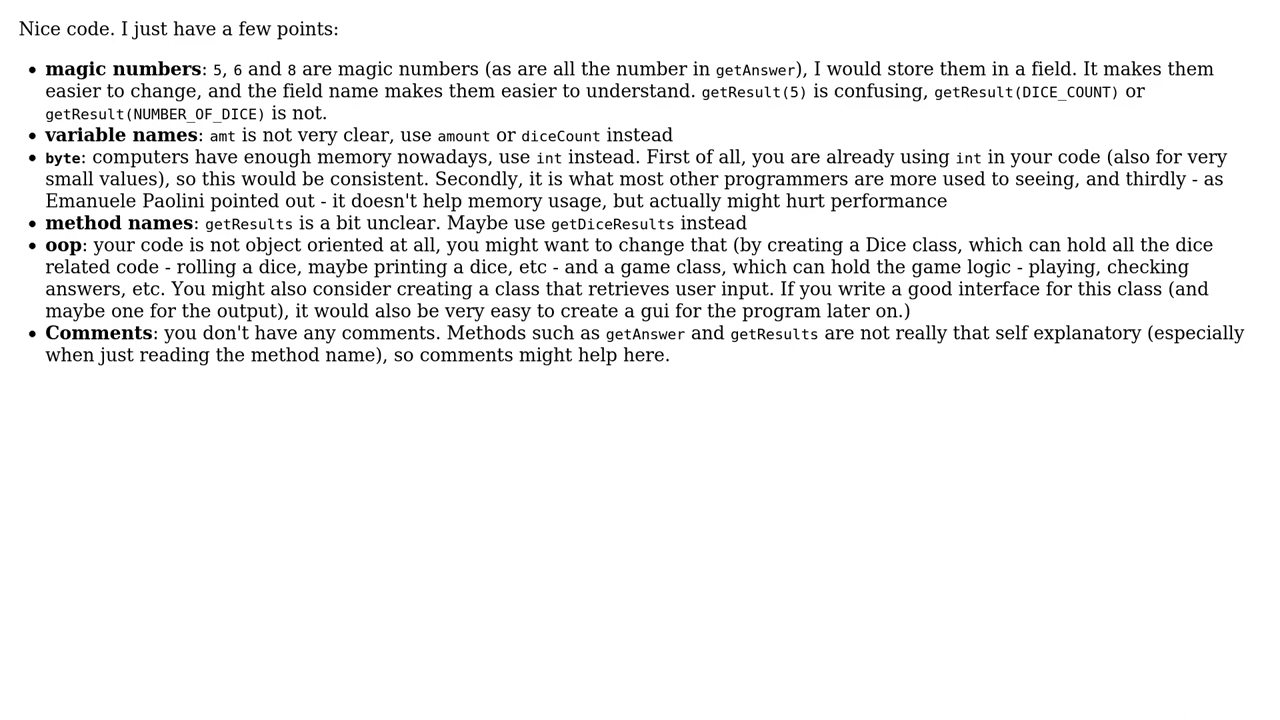 Nice code. I just have a few points:
• magic numbers: 5, 6 and 8 are magic numbers (as are all the number in getAnswer), I would store them in a field. It makes them
easier to change, and the field name makes them easier to understand. getResult(5) is confusing, getResult(DICE_COUNT) or
getResult(NUMBER_OF_DICE) is not.
• variable names: amt is not very clear, use amount or diceCount instead
• byte: computers have enough memory nowadays, use int instead. First of all, you are already using int in your code (also for very
small values), so this would be consistent. Secondly, it is what most other programmers are more used to seeing, and thirdly - as
Emanuele Paolini pointed out - it doesn't help memory usage, but actually might hurt performance
• method names: getResults is a bit unclear. Maybe use getDiceResults instead
• oop: your code is not object oriented at all, you might want to change that (by creating a Dice class, which can hold all the dice
related code - rolling a dice, maybe printing a dice, etc - and a game class, which can hold the game logic - playing, checking
answers, etc. You might also consider creating a class that retrieves user input. If you write a good interface for this class (and
maybe one for the output), it would also be very easy to create a gui for the program later on.)
• Comments: you don't have any comments. Methods such as getAnswer and getResults are not really that self explanatory (especially
when just reading the method name), so comments might help here.